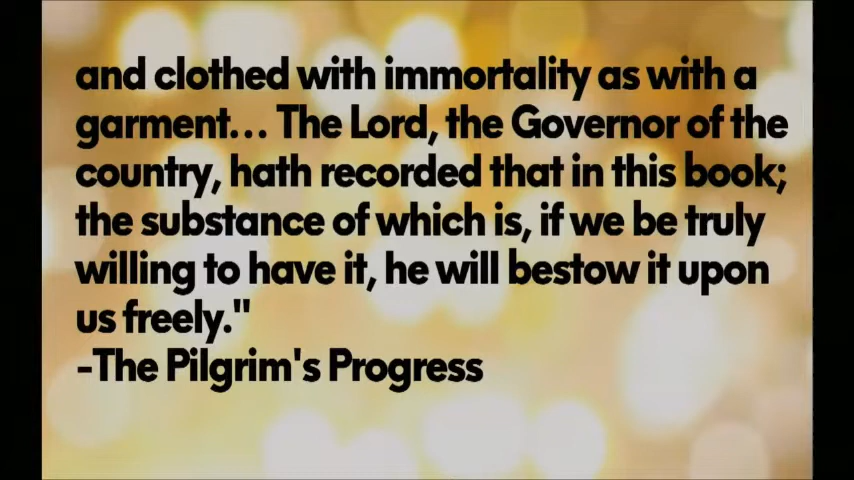 and clothed with immortality as with a
garment... The Lord, the Governor of the
country, hath recorded that in this book;
the substance of which is, if we be truly
willing to have it, he will bestow it upon
us freely."
-The Pilgrim's Progress